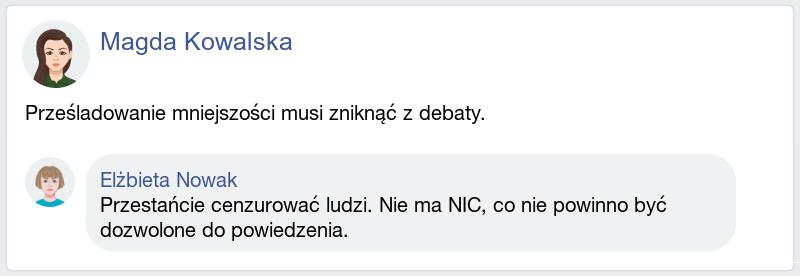 Magda Kowalska
Prześladowanie mniejszości musi zniknąć z debaty.
Elżbieta Nowak
Przestańcie cenzurować ludzi. Nie ma NIC, co nie powinno być
dozwolone do powiedzenia.